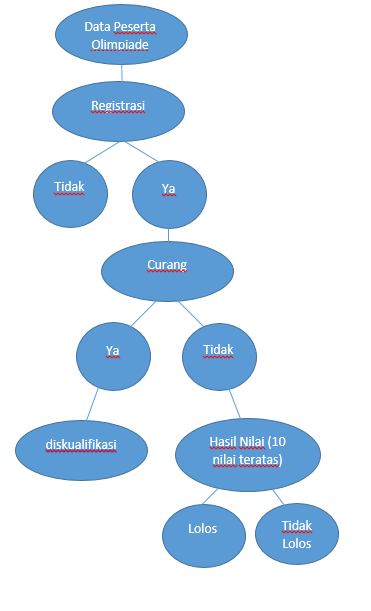 Data Peserta
Olimpiade
Registrasi
Tidak
Ya
Curang
Ya
Tidak
diskualifikasi
Hasil Nilai (10
nilai teratas)
Lolos
Tidak
Lolos